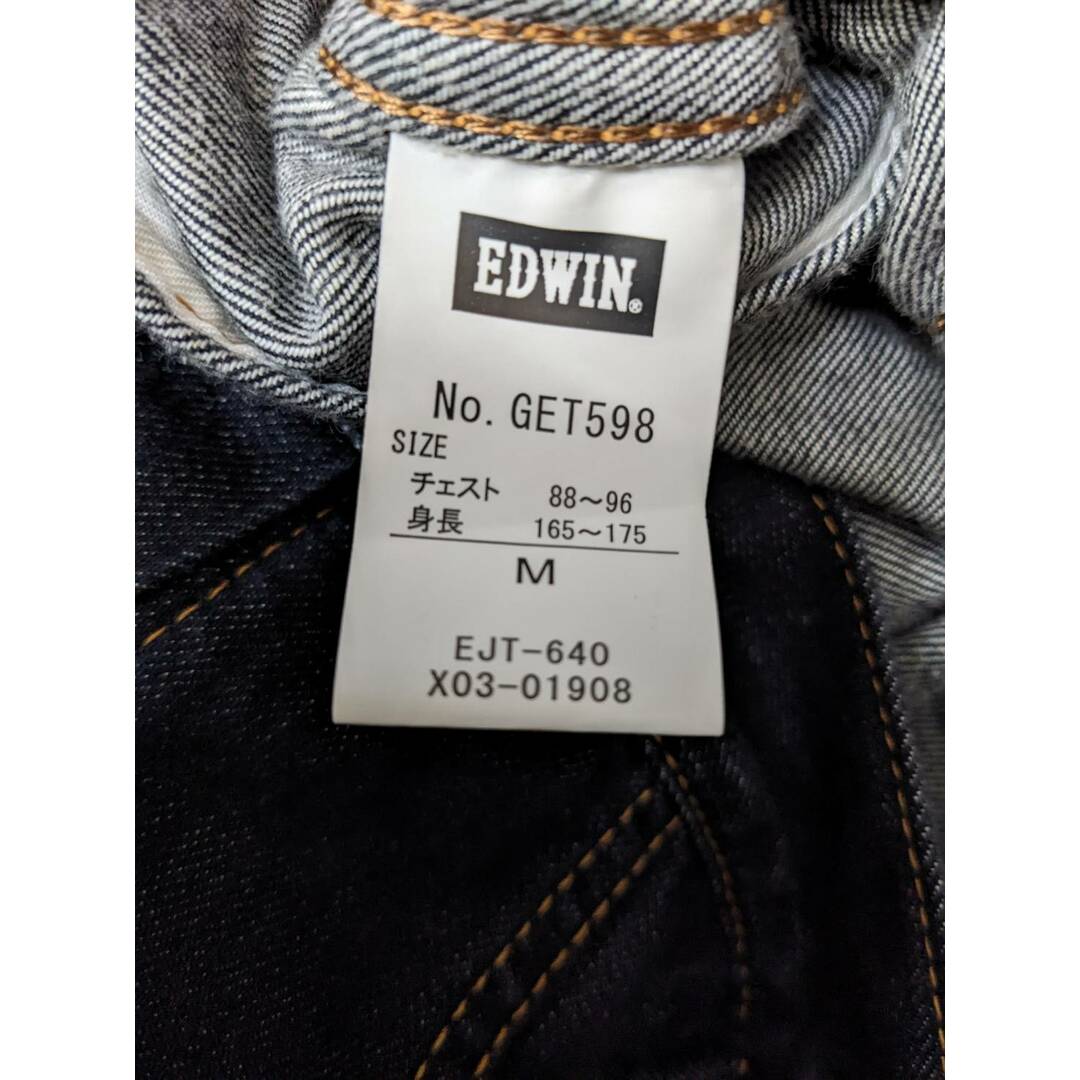 EDWIN®
No. GET598
SIZE
チェスト 88～96
身長 165～175
M
EJT-640
X03-01908